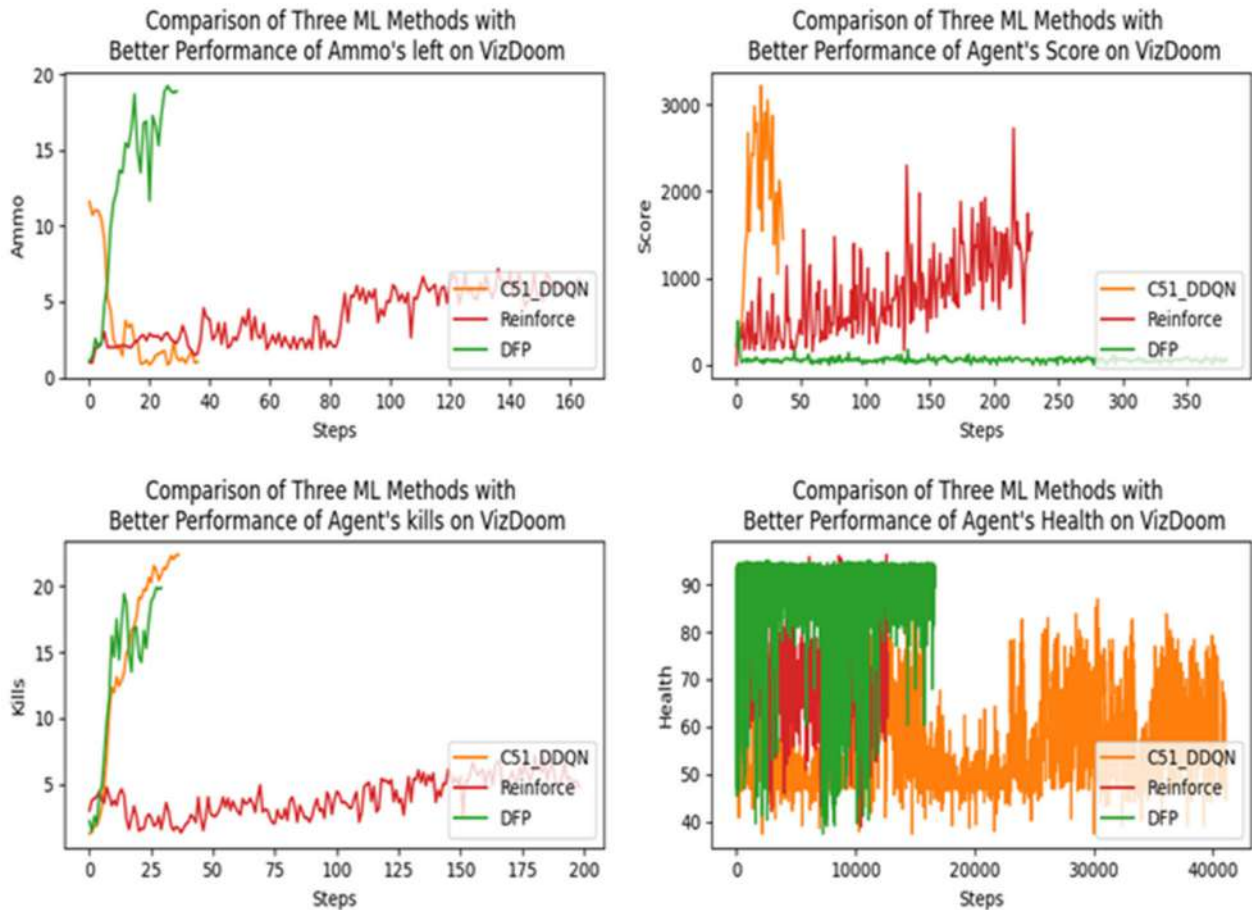 Comparison of Three ML Methods with
Better Performance of Ammo's left on VizDoom
20
15
10
5
0
Ammo
0 20 40 60 80 100 120 140 160
Steps
C51_DDQN
Reinforce
DFP
Comparison of Three ML Methods with
Better Performance of Agent's Score on VizDoom
3000
2000
1000
0
Score
0 50 100 150 200 250 300 350
Steps
C51_DDQN
Reinforce
DFP
Comparison of Three ML Methods with
Better Performance of Agent's kills on VizDoom
20
15
10
5
Kills
0 25 50 75 100 125 150 175 200
Steps
C51_DDQN
Reinforce
DFP
Comparison of Three ML Methods with
Better Performance of Agent's Health on VizDoom
90
80
70
60
50
40
Health
0 10000 20000 30000 40000
Steps
C51_DDQN
Reinforce
DFP